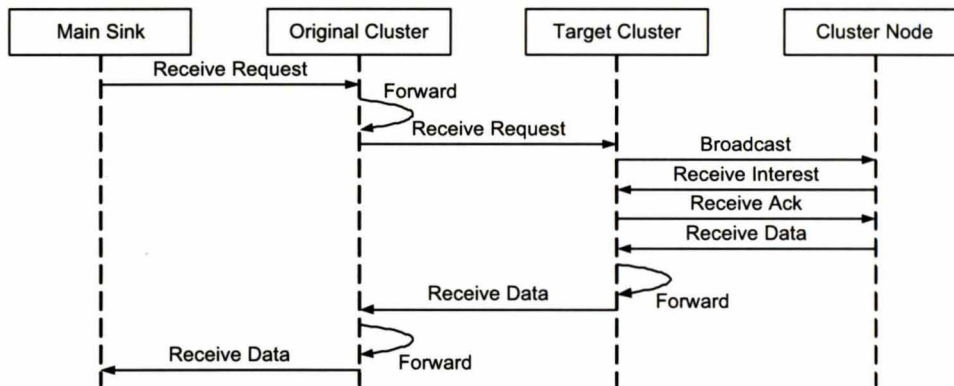 Main Sink
Original Cluster
Target Cluster
Cluster Node
Receive Request
Forward
Receive Request
Broadcast
Receive Interest
Receive Ack
Receive Data
Forward
Receive Data
Forward
Receive Data